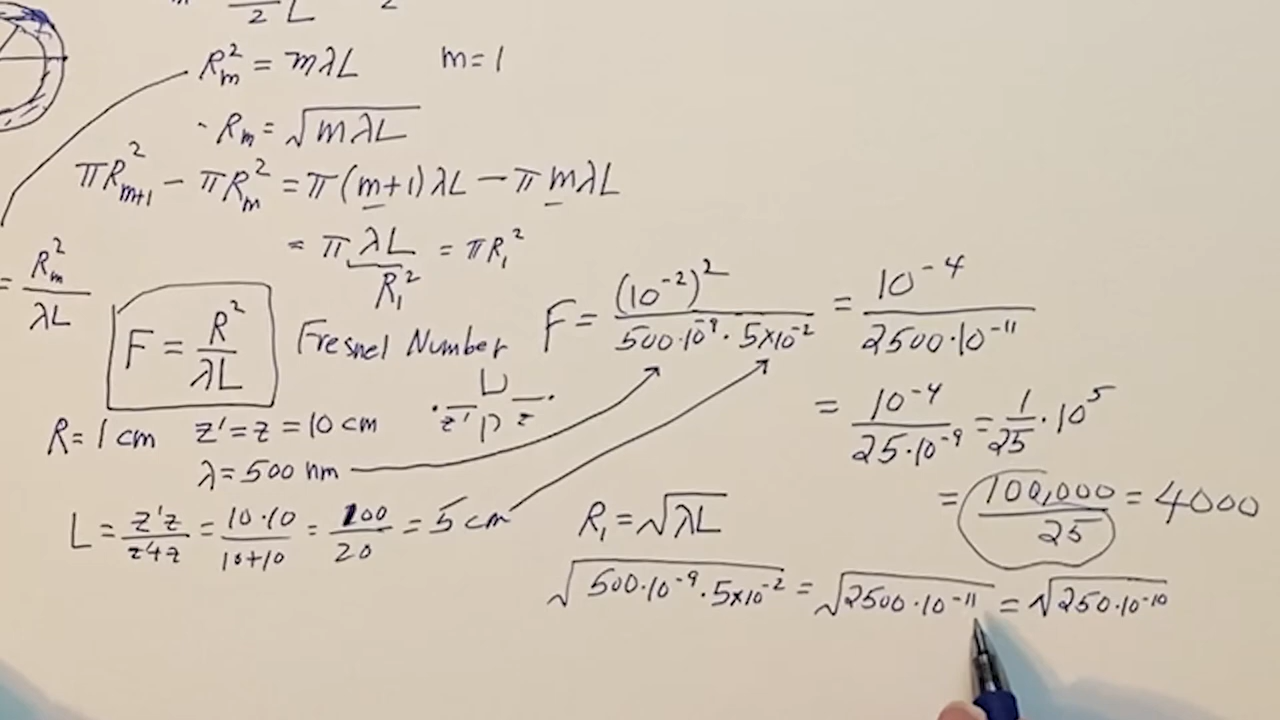 2 L 2
R_m^2 = mλL m=1
R_m = √mλL
πR_{m+1}^2 - πR_m^2 = π(m+1)λL - πmλL
= πλL = πR_1^2
R_1^2
= R_m^2/λL
F = R^2/λL Fresnel Number
F = (10^{-2})^2/500·10^{-9}·5×10^{-2} = 10^{-4}/2500·10^{-11}
= 10^{-4}/25·10^{-9} = 1/25·10^5
= 100,000/25 = 4000
R = 1 cm z' = z = 10 cm
z' z
λ = 500 nm
L = z'z/z'+z = 10·10/10+10 = 100/20 = 5 cm
R_1 = √λL
√500·10^{-9}·5×10^{-2} = √2500·10^{-11} = √250·10^{-10}